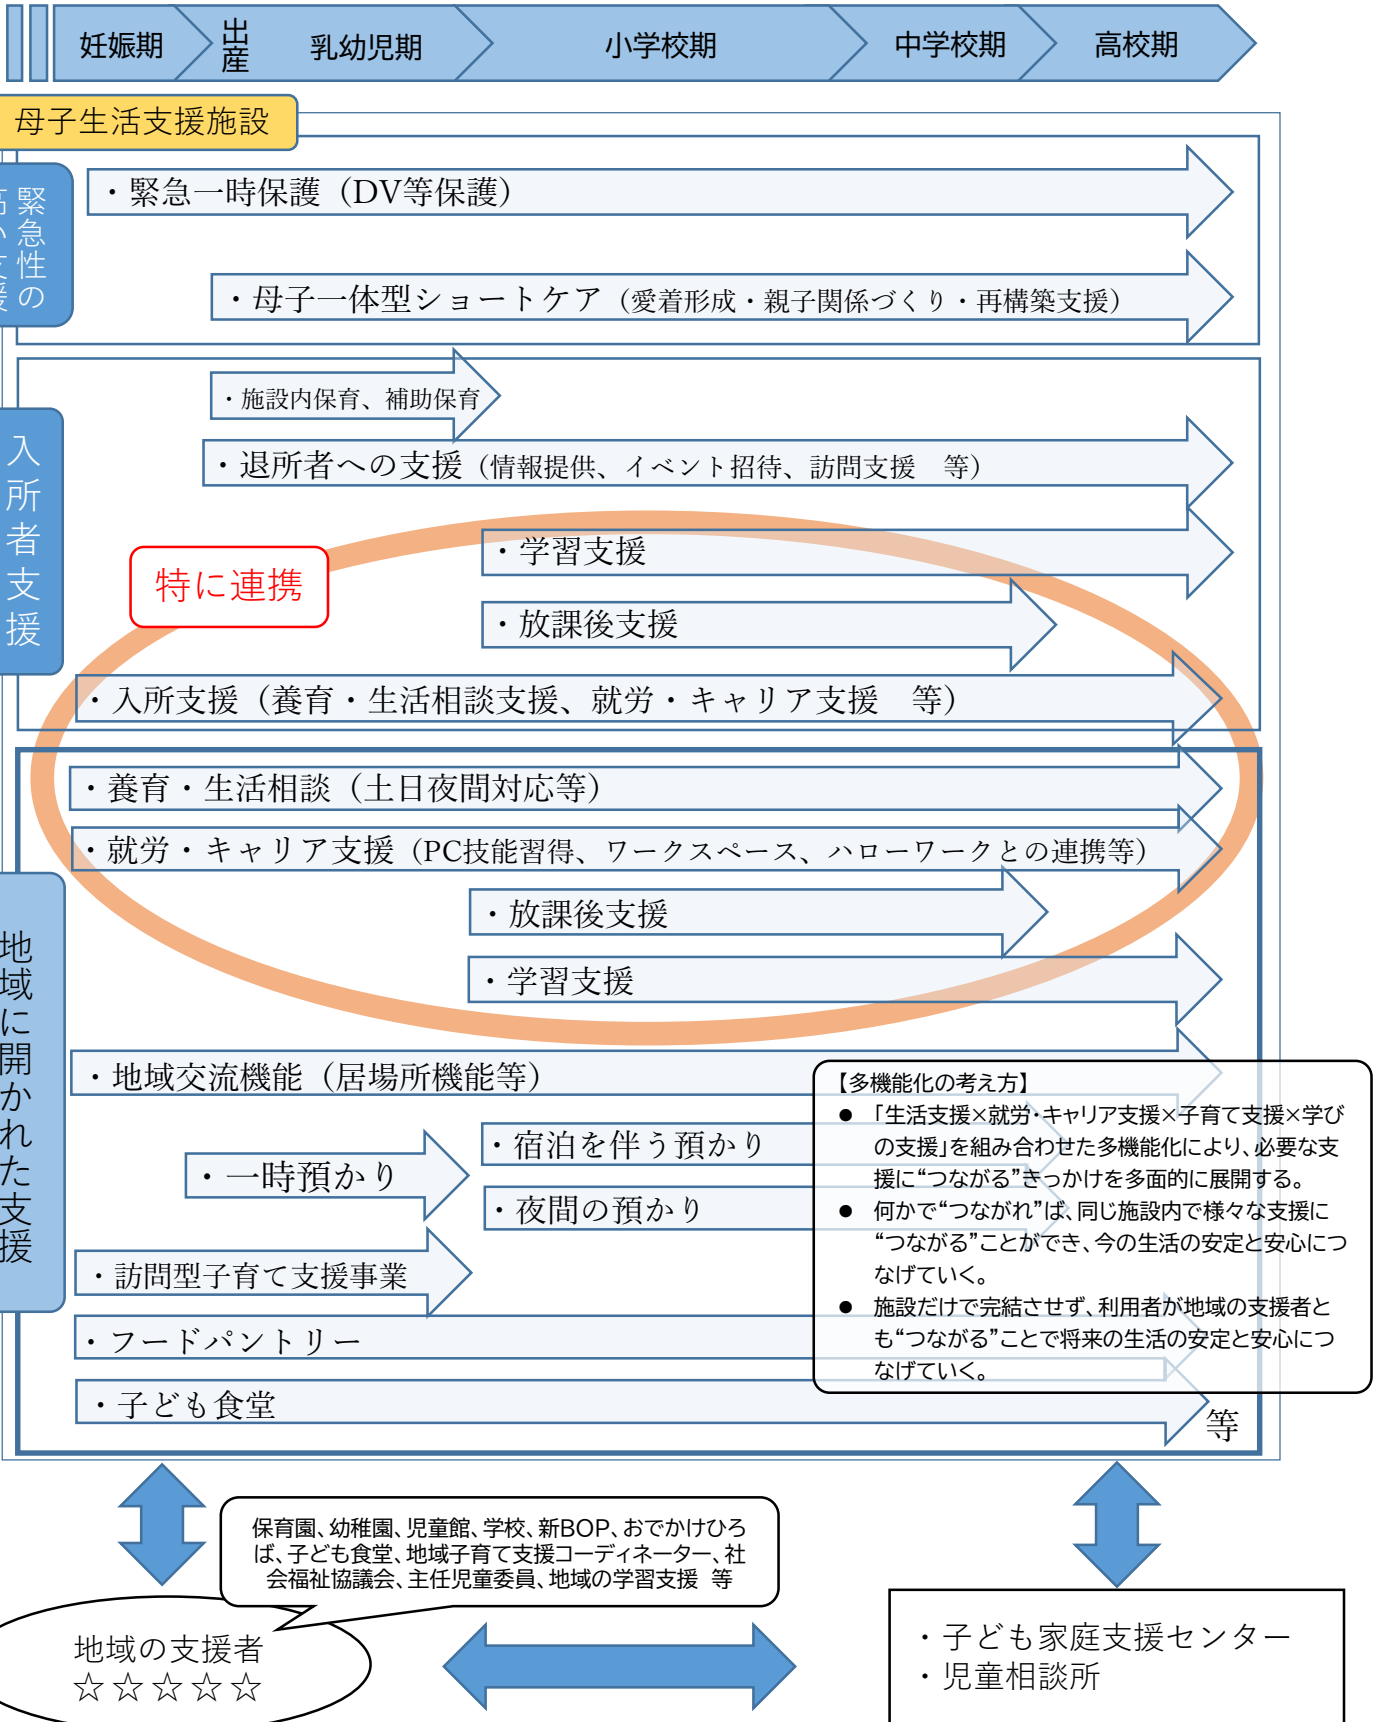 妊娠期
出産
乳幼児期
小学校期
中学校期
高校期
母子生活支援施設
緊急性の
高い支援
・緊急一時保護（DV等保護）
・母子一体型ショートケア（愛着形成・親子関係づくり・再構築支援）
入所者支援
・施設内保育、補助保育
・退所者への支援（情報提供、イベント招待、訪問支援　等）
・学習支援
特に連携
・放課後支援
・入所支援（養育・生活相談支援、就労・キャリア支援　等）
地域に開かれた支援
・養育・生活相談（土日夜間対応等）
・就労・キャリア支援（PC技能習得、ワークスペース、ハローワークとの連携等）
・放課後支援
・学習支援
・地域交流機能（居場所機能等）
・宿泊を伴う預かり
・一時預かり
・夜間の預かり
・訪問型子育て支援事業
・フードパントリー
・子ども食堂
等
【多機能化の考え方】
● 「生活支援×就労・キャリア支援×子育て支援×学び
の支援」を組み合わせた多機能化により、必要な支
援に“つながる”きっかけを多面的に展開する。
● 何かで“つながれ”ば、同じ施設内で様々な支援に
“つながる”ことができ、今の生活の安定と安心につ
なげていく。
● 施設だけで完結させず、利用者が地域の支援者と
も“つながる”ことで将来の生活の安定と安心につ
なげていく。
保育園、幼稚園、児童館、学校、新BOP、おでかけひろ
ば、子ども食堂、地域子育て支援コーディネーター、社
会福祉協議会、主任児童委員、地域の学習支援 等
地域の支援者
☆☆☆☆☆
・子ども家庭支援センター
・児童相談所